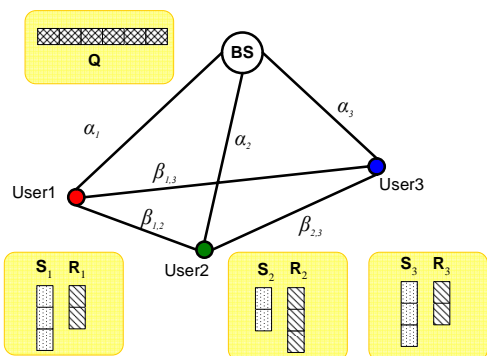 BS
Q
α₁
α₂
α₃
β₁,₃
User1
User3
β₁,₂
β₂,₃
User2
S₁ R₁
S₂ R₂
S₃ R₃